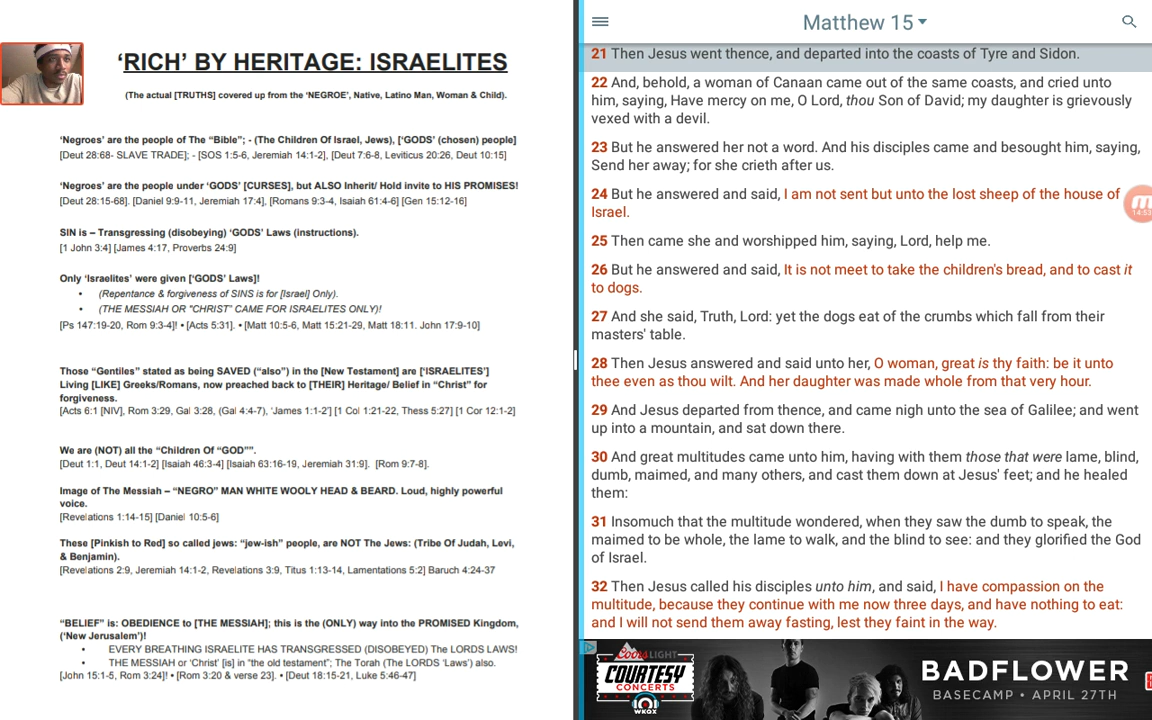 'RICH' BY HERITAGE: ISRAELITES
(The actual [TRUTHS] covered up from the 'NEGROE', Native, Latino Man, Woman & Child).
'Negroes' are the people of The "Bible"; - (The Children Of Israel, Jews), ['GODS' (chosen) people]
[Deut 28:68- SLAVE TRADE]; - [SOS 1:5-6, Jeremiah 14:1-2], [Deut 7:6-8, Leviticus 20:26, Deut 10:15]
'Negroes' are the people under 'GODS' [CURSES], but ALSO Inherit/ Hold invite to HIS PROMISES!
[Deut 28:15-68]. [Daniel 9:9-11, Jeremiah 17:4], [Romans 9:3-4, Isaiah 61:4-6] [Gen 15:12-16]
SIN is – Transgressing (disobeying) 'GODS' Laws (instructions).
[1 John 3:4] [James 4:17, Proverbs 24:9]
Only 'Israelites' were given ['GODS' Laws]!
• (Repentance & forgiveness of SINS is for [Israel] Only).
• (THE MESSIAH OR "CHRIST" CAME FOR ISRAELITES ONLY)!
[Ps 147:19-20, Rom 9:3-4]! • [Acts 5:31]. • [Matt 10:5-6, Matt 15:21-29, Matt 18:11. John 17:9-10]
Those "Gentiles" stated as being SAVED ("also") in the [New Testament] are ['ISRAELITES']
Living [LIKE] Greeks/Romans, now preached back to [THEIR] Heritage/ Belief in "Christ" for
forgiveness.
[Acts 6:1 [NIV], Rom 3:29, Gal 3:28, (Gal 4:4-7), 'James 1:1-2'] [1 Col 1:21-22, Thess 5:27] [1 Cor 12:1-2]
We are (NOT) all the "Children Of "GOD"".
[Deut 1:1, Deut 14:1-2] [Isaiah 46:3-4] [Isaiah 63:16-19, Jeremiah 31:9]. [Rom 9:7-8].
Image of The Messiah – "NEGRO" MAN WHITE WOOLY HEAD & BEARD. Loud, highly powerful
voice.
[Revelations 1:14-15] [Daniel 10:5-6]
These [Pinkish to Red] so called jews: "jew-ish" people, are NOT The Jews: (Tribe Of Judah, Levi,
& Benjamin).
[Revelations 2:9, Jeremiah 14:1-2, Revelations 3:9, Titus 1:13-14, Lamentations 5:2] Baruch 4:24-37
"BELIEF" is: OBEDIENCE to [THE MESSIAH]; this is the (ONLY) way into the PROMISED Kingdom,
('New Jerusalem')!
• EVERY BREATHING ISRAELITE HAS TRANSGRESSED (DISOBEYED) The LORDS LAWS!
• THE MESSIAH or 'Christ' [is] in "the old testament"; The Torah (The LORDS 'Laws') also.
[John 15:1-5, Rom 3:24]! • [Rom 3:20 & verse 23]. • [Deut 18:15-21, Luke 5:46-47]
Matthew 15
21 Then Jesus went thence, and departed into the coasts of Tyre and Sidon.
22 And, behold, a woman of Canaan came out of the same coasts, and cried unto
him, saying, Have mercy on me, O Lord, thou Son of David; my daughter is grievously
vexed with a devil.
23 But he answered her not a word. And his disciples came and besought him, saying,
Send her away; for she crieth after us.
24 But he answered and said, I am not sent but unto the lost sheep of the house of
Israel.
25 Then came she and worshipped him, saying, Lord, help me.
26 But he answered and said, It is not meet to take the children's bread, and to cast it
to dogs.
27 And she said, Truth, Lord: yet the dogs eat of the crumbs which fall from their
masters' table.
28 Then Jesus answered and said unto her, O woman, great is thy faith: be it unto
thee even as thou wilt. And her daughter was made whole from that very hour.
29 And Jesus departed from thence, and came nigh unto the sea of Galilee; and went
up into a mountain, and sat down there.
30 And great multitudes came unto him, having with them those that were lame, blind,
dumb, maimed, and many others, and cast them down at Jesus' feet; and he healed
them:
31 Insomuch that the multitude wondered, when they saw the dumb to speak, the
maimed to be whole, the lame to walk, and the blind to see: and they glorified the God
of Israel.
32 Then Jesus called his disciples unto him, and said, I have compassion on the
multitude, because they continue with me now three days, and have nothing to eat:
and I will not send them away fasting, lest they faint in the way.
14:53
Coors LIGHT
COURTESY
CONCERTS
WKQX
BADFLOWER
BASECAMP • APRIL 27TH